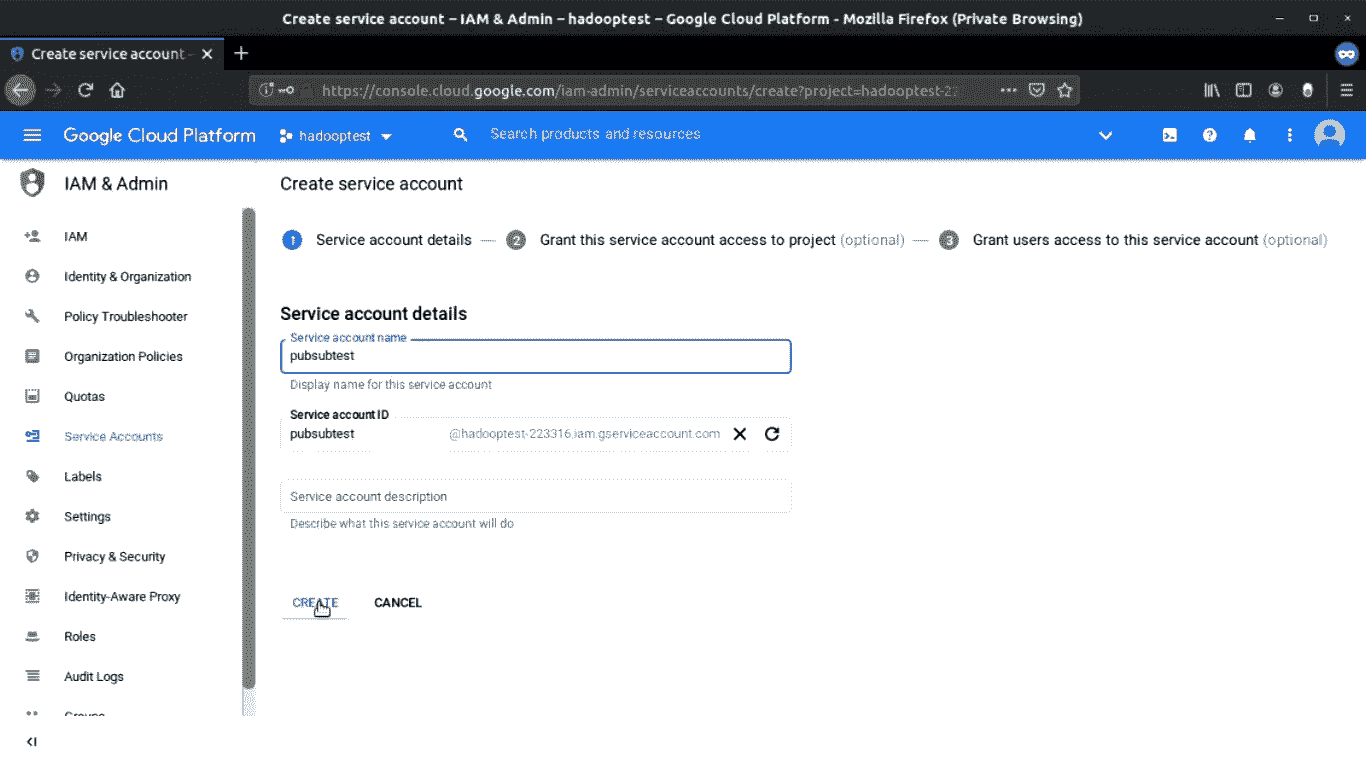 Create service account – IAM & Admin – hadooptest – Google Cloud Platform - Mozilla Firefox (Private Browsing)
Create service account -
https://console.cloud.google.com/iam-admin/serviceaccounts/create?project=hadooptest-22
Google Cloud Platform
hadooptest
Search products and resources
IAM & Admin
IAM
Identity & Organization
Policy Troubleshooter
Organization Policies
Quotas
Service Accounts
Labels
Settings
Privacy & Security
Identity-Aware Proxy
Roles
Audit Logs
Groups
Create service account
1 Service account details — 2 Grant this service account access to project (optional) — 3 Grant users access to this service account (optional)
Service account details
Service account name
pubsubtest
Display name for this service account
Service account ID
pubsubtest @hadooptest-223316.iam.gserviceaccount.com
Service account description
Describe what this service account will do
CREATE CANCEL